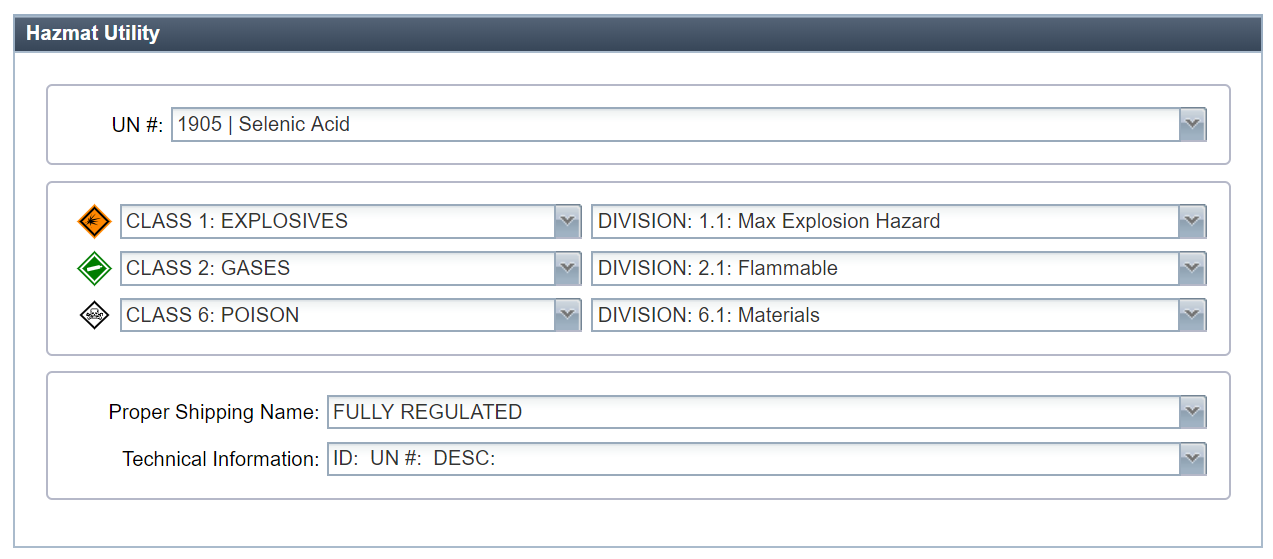 Hazmat Utility
UN #: 1905 | Selenic Acid
CLASS 1: EXPLOSIVES DIVISION: 1.1: Max Explosion Hazard
CLASS 2: GASES DIVISION: 2.1: Flammable
CLASS 6: POISON DIVISION: 6.1: Materials
Proper Shipping Name: FULLY REGULATED
Technical Information: ID:  UN #:  DESC: